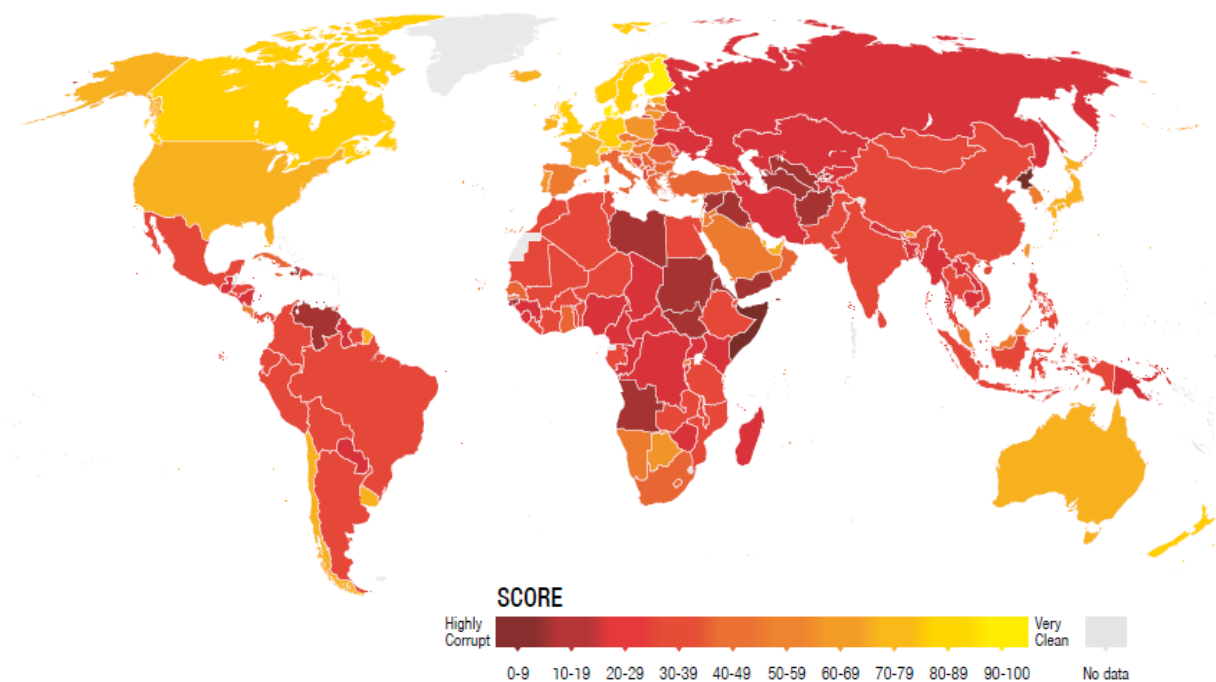 SCORE
Highly
Corrupt
Very
Clean
0-9 10-19 20-29 30-39 40-49 50-59 60-69 70-79 80-89 90-100 No data